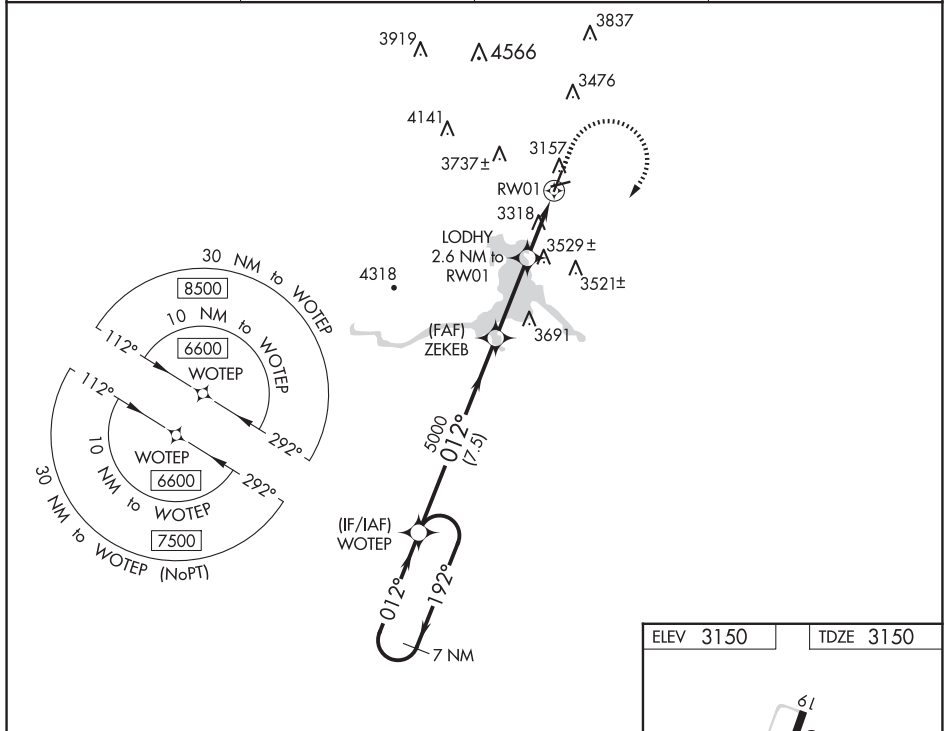 3837
3919
4566
3476
4141
3737±
3157
RW01
3318
LODHY
2.6 NM to
RW01
3529±
3521±
4318
(FAF)
ZEKEB
3691
30 NM to WOTEP
8500
10 NM to WOTEP
6600
WOTEP
112°
292°
112°
292°
WOTEP
6600
10 NM to WOTEP
7500
30 NM to WOTEP (NoPT)
5000
012°
(7.5)
(IF/IAF)
WOTEP
012°
192°
7 NM
ELEV 3150
TDZE 3150
19